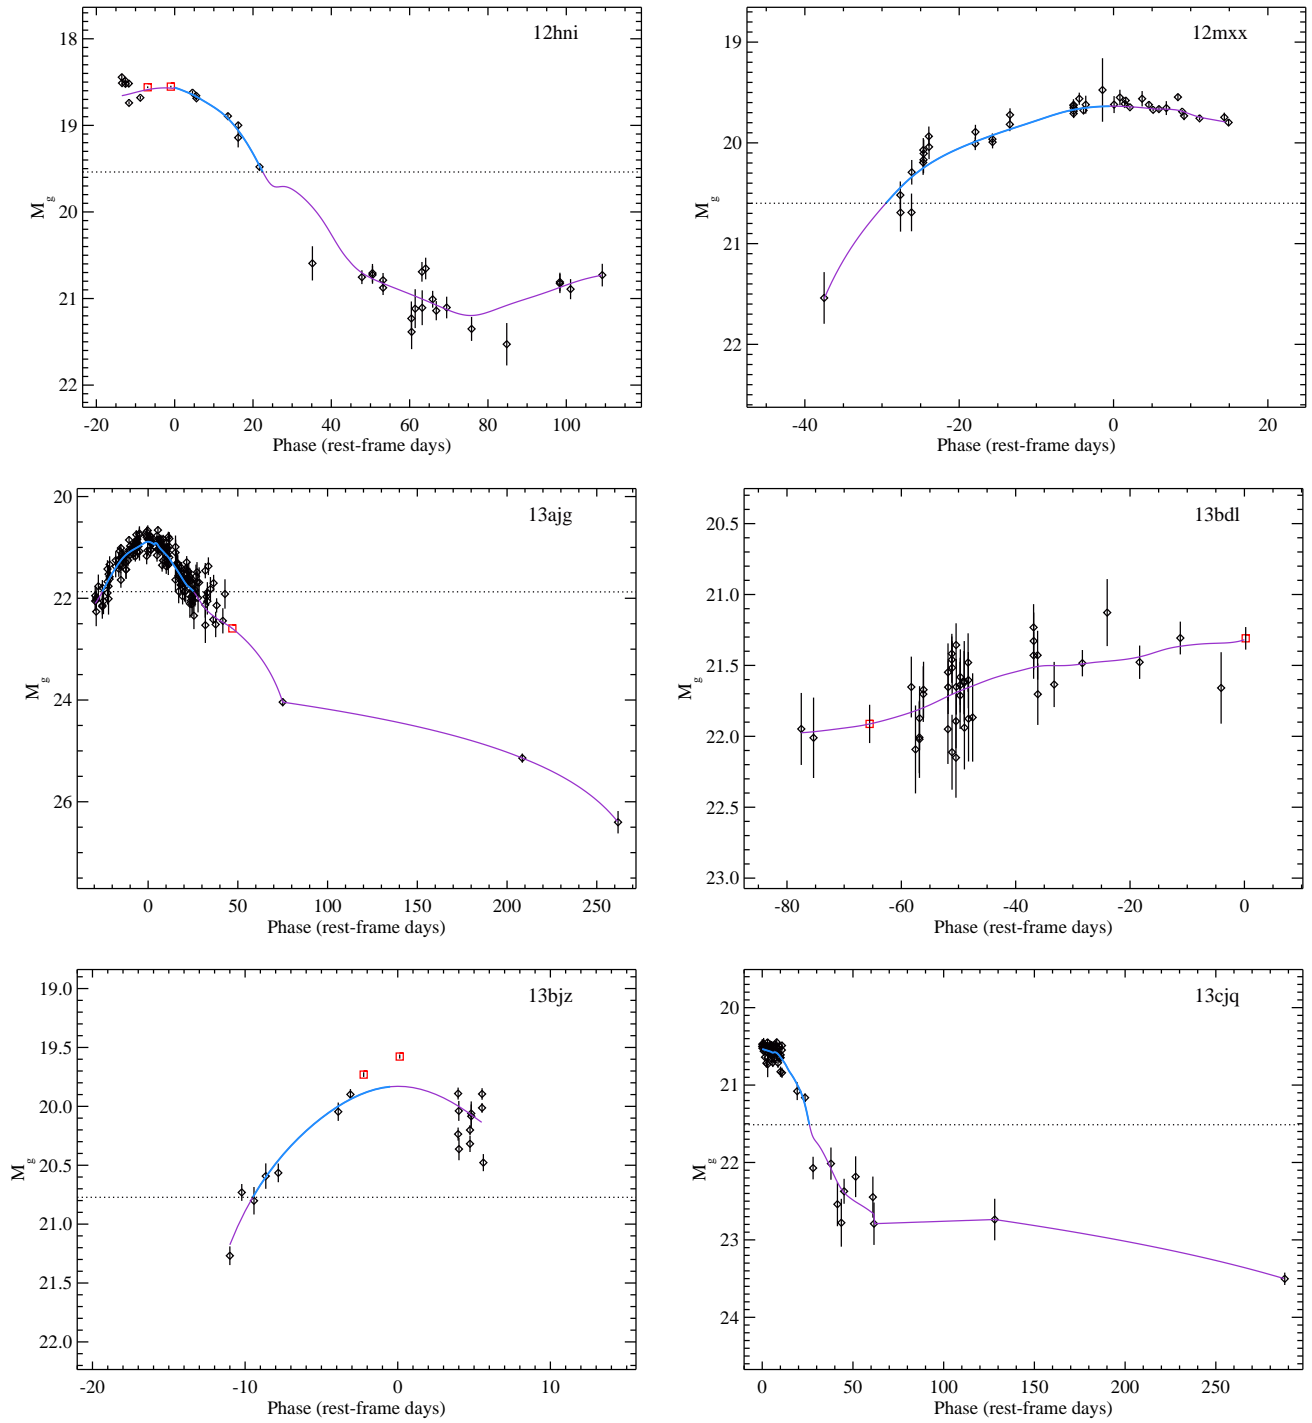 12hni
18
19
20
21
22
M_g
-20 0 20 40 60 80 100
Phase (rest-frame days)
12mxx
19
20
21
22
M_g
-40 -20 0 20
Phase (rest-frame days)
13ajg
20
22
24
26
M_g
0 50 100 150 200 250
Phase (rest-frame days)
13bdl
20.5
21.0
21.5
22.0
22.5
23.0
M_g
-80 -60 -40 -20 0
Phase (rest-frame days)
13bjz
19.0
19.5
20.0
20.5
21.0
21.5
22.0
M_g
-20 -10 0 10
Phase (rest-frame days)
13cjq
20
21
22
23
24
M_g
0 50 100 150 200 250
Phase (rest-frame days)